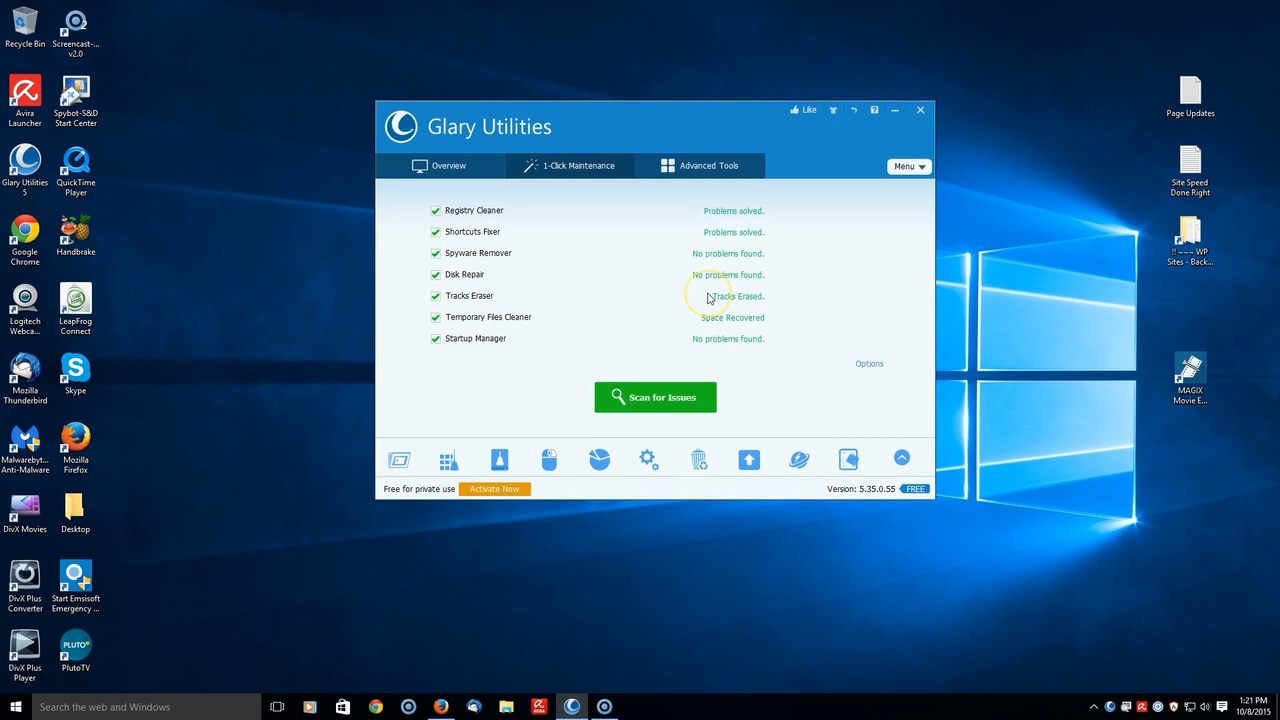 Recycle Bin
Screencast-...
v2.0
Avira
Launcher
Spybot-S&D
Start Center
Glary Utilities
5
QuickTime
Player
Google
Chrome
Handbrake
Logitech
Webca...
LeapFrog
Connect
Mozilla
Thunderbird
Skype
Malwareby...
Anti-Malware
Mozilla
Firefox
DivX Movies
Desktop
DivX Plus
Converter
Start Emsisoft
Emergency ...
DivX Plus
Player
PLUTO
PlutoTV
Like
Glary Utilities
Overview
1-Click Maintenance
Advanced Tools
Menu
Registry Cleaner
Problems solved.
Shortcuts Fixer
Problems solved.
Spyware Remover
No problems found.
Disk Repair
No problems found.
Tracks Eraser
Tracks Erased.
Temporary Files Cleaner
Space Recovered
Startup Manager
No problems found.
Options
Scan for Issues
Free for private use
Activate Now
Version: 5.35.0.55
FREE
Page Updates
Site Speed
Done Right
!! ~~~ WP
Sites - Back...
MAGIX
Movie E...
Search the web and Windows
AVIRA
1:21 PM
10/8/2015